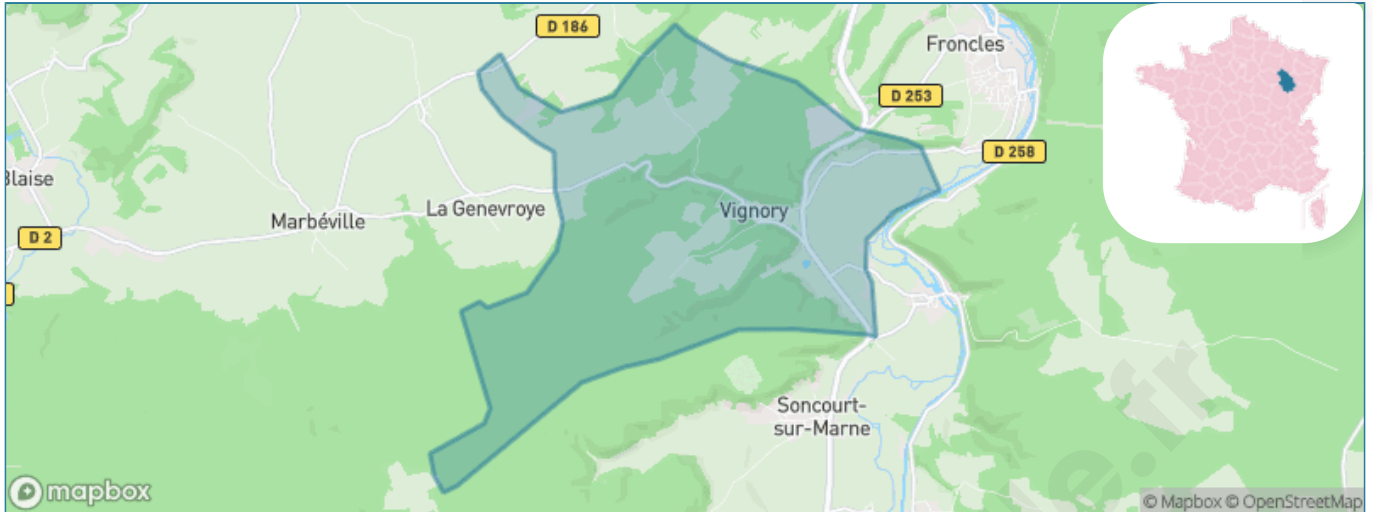 D 186
Froncles
D 253
D 258
Blaise
Marbéville
La Genevroye
Vignory
D 2
Soncourt-
sur-Marne
mapbox
© Mapbox © OpenStreetMap